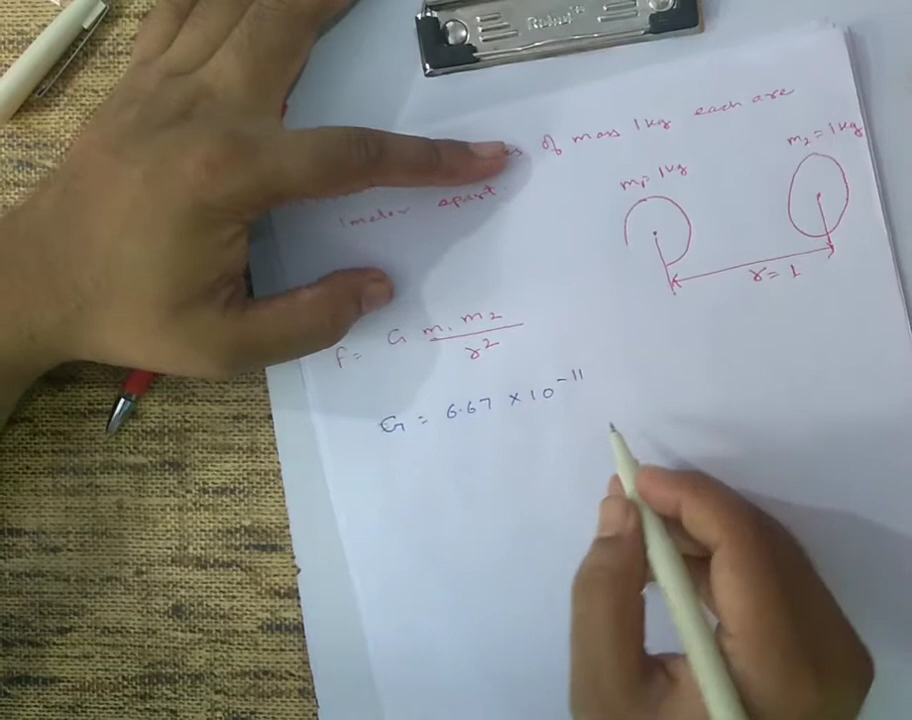 of mass 1kg each are
1meter apart.
m1=1kg
m2=1kg
r=1
F= G m1 m2
r2
G = 6.67 ×10-11